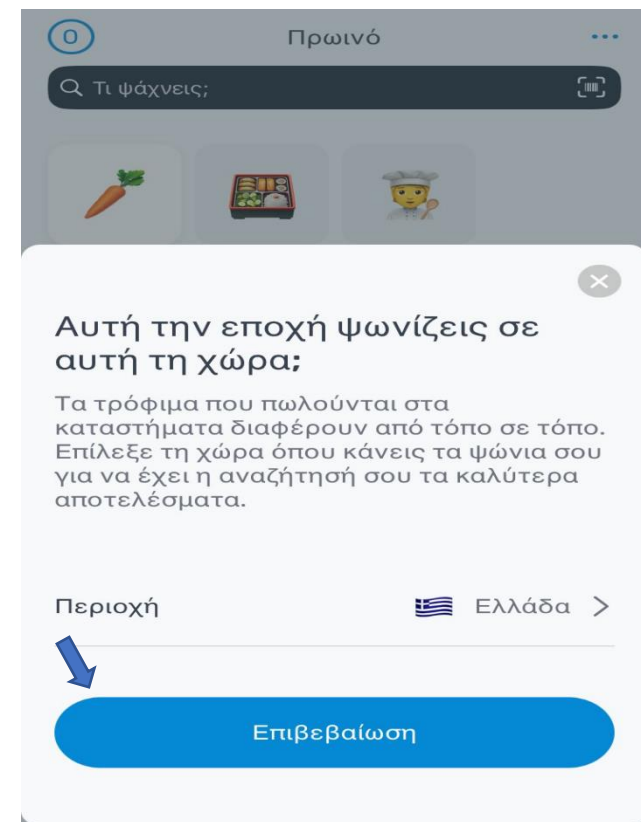 0
Πρωινό
Τι ψάχνεις;
Αυτή την εποχή ψωνίζεις σε
αυτή τη χώρα;
Τα τρόφιμα που πωλούνται στα
καταστήματα διαφέρουν από τόπο σε τόπο.
Επίλεξε τη χώρα όπου κάνεις τα ψώνια σου
για να έχει η αναζήτησή σου τα καλύτερα
αποτελέσματα.
Περιοχή
Ελλάδα
Επιβεβαίωση